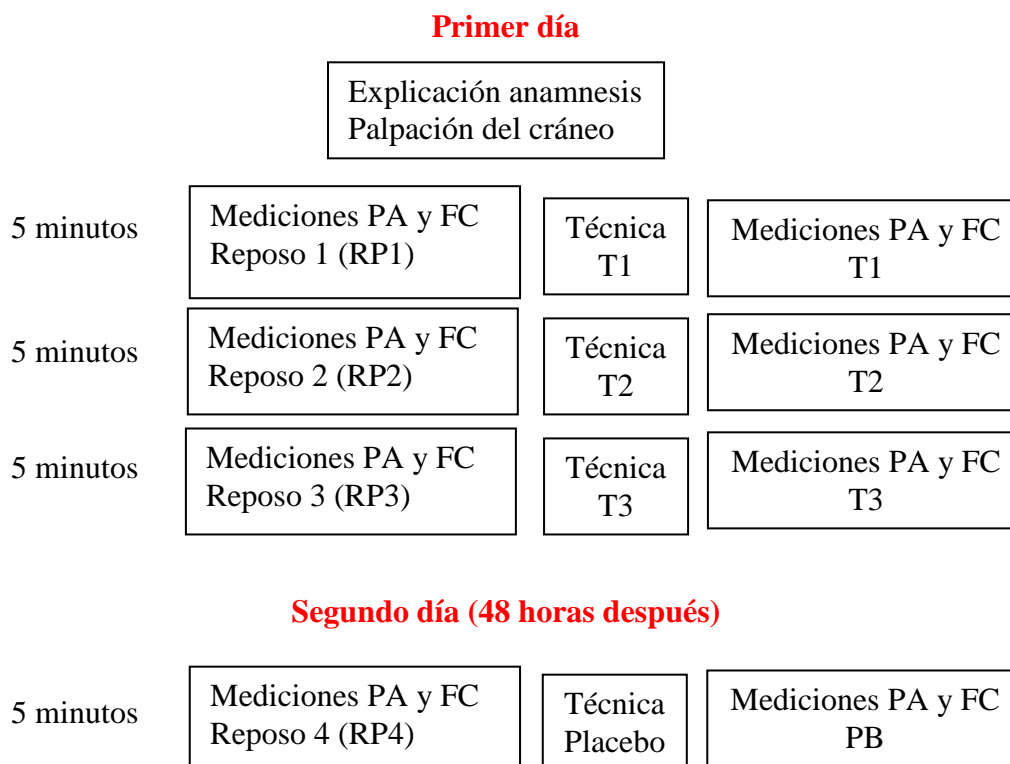 Primer día
Explicación anamnesis
Palpación del cráneo
5 minutos
Mediciones PA y FC
Reposo 1 (RP1)
Técnica
T1
Mediciones PA y FC
T1
5 minutos
Mediciones PA y FC
Reposo 2 (RP2)
Técnica
T2
Mediciones PA y FC
T2
5 minutos
Mediciones PA y FC
Reposo 3 (RP3)
Técnica
T3
Mediciones PA y FC
T3
Segundo día (48 horas después)
5 minutos
Mediciones PA y FC
Reposo 4 (RP4)
Técnica
Placebo
Mediciones PA y FC
PB